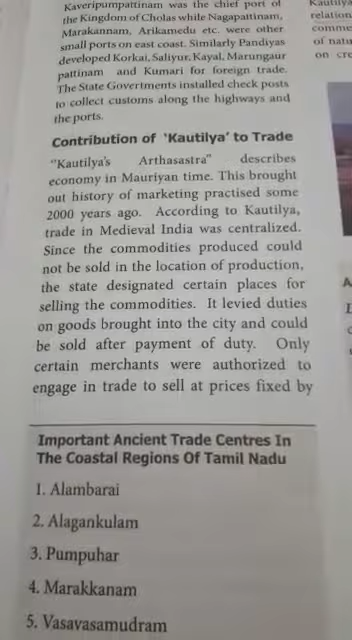 Kaveripumpattinam was the chief port of
the Kingdom of Cholas while Nagapattinam,
Marakannam, Arikamedu etc. were other
small ports on east coast. Similarly Pandiyas
developed Korkai, Saliyur, Kayal, Marungaur
pattinam and Kumari for foreign trade.
The State Govertments installed check posts
to collect customs along the highways and
the ports.
Contribution of 'Kautilya' to Trade
"Kautilya's Arthasastra" describes
economy in Mauriyan time. This brought
out history of marketing practised some
2000 years ago. According to Kautilya,
trade in Medieval India was centralized.
Since the commodities produced could
not be sold in the location of production,
the state designated certain places for
selling the commodities. It levied duties
on goods brought into the city and could
be sold after payment of duty. Only
certain merchants were authorized to
engage in trade to sell at prices fixed by
Important Ancient Trade Centres In
The Coastal Regions Of Tamil Nadu
1. Alambarai
2. Alagankulam
3. Pumpuhar
4. Marakkanam
5. Vasavasamudram
Kautilya
relation
comme
of natu
on cre